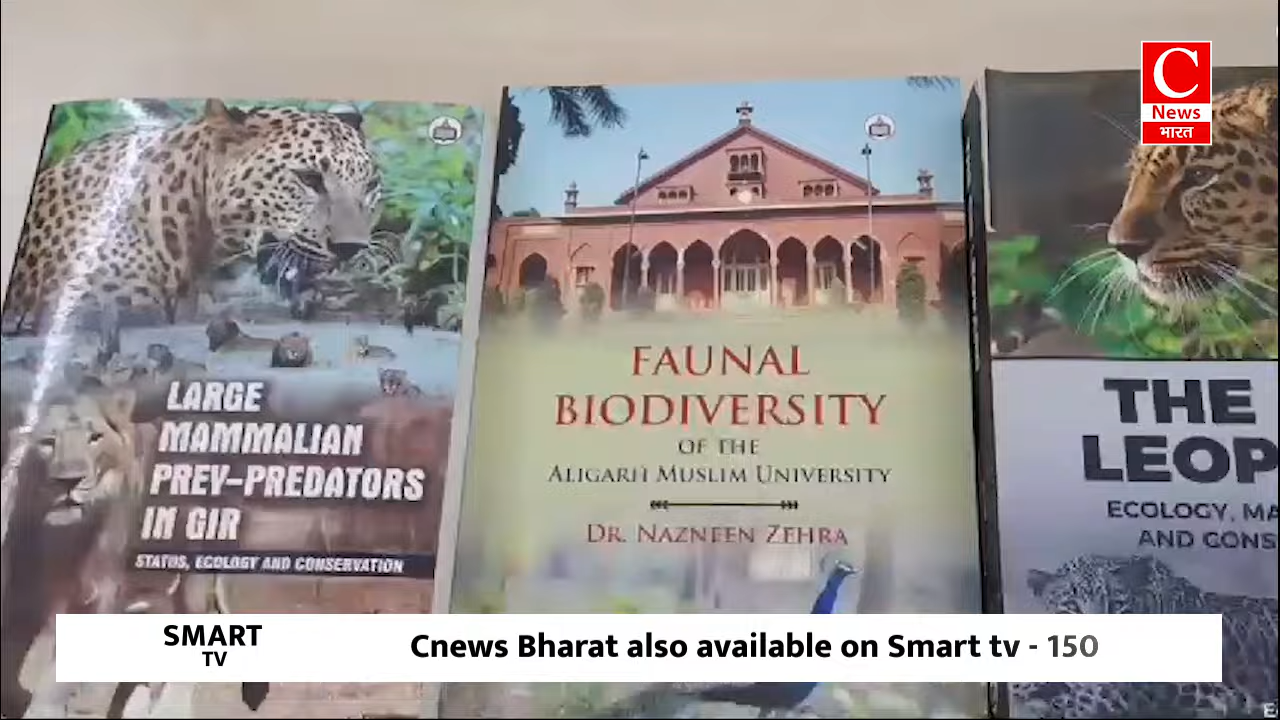 C
News
भारत
LARGE
MAMMALIAN
PREY-PREDATORS
IN GIR
STATUS, ECOLOGY AND CONSERVATION
FAUNAL
BIODIVERSITY
OF THE
ALIGARH MUSLIM UNIVERSITY
DR. NAZNEEN ZEHRA
THE
LEOP
ECOLOGY, MA
AND CONS
SMART
TV
Cnews Bharat also available on Smart tv - 150
E